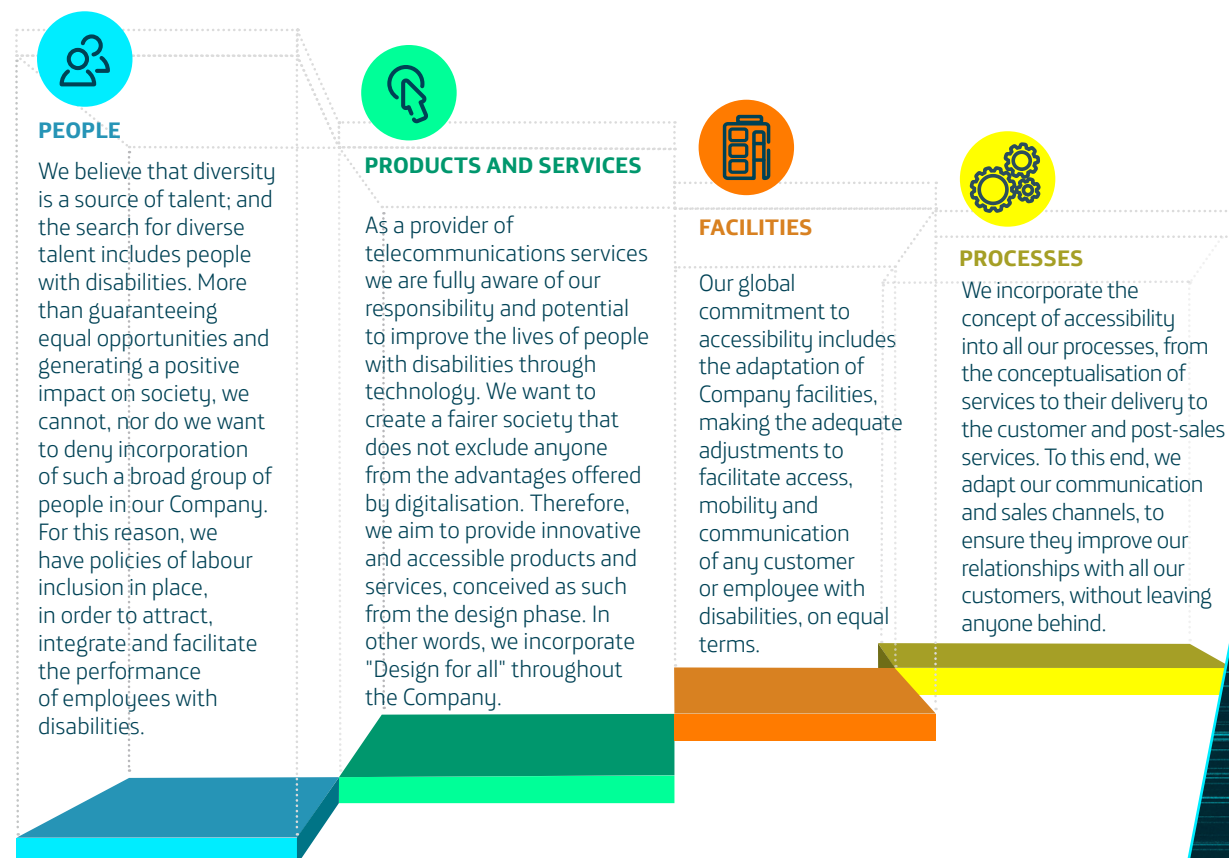 PEOPLE
We believe that diversity
is a source of talent; and
the search for diverse
talent includes people
with disabilities. More
than guaranteeing
equal opportunities and
generating a positive
impact on society, we
cannot, nor do we want
to deny incorporation
of such a broad group of
people in our Company.
For this reason, we
have policies of labour
inclusion in place,
in order to attract,
integrate and facilitate
the performance
of employees with
disabilities.
PRODUCTS AND SERVICES
As a provider of
telecommunications services
we are fully aware of our
responsibility and potential
to improve the lives of people
with disabilities through
technology. We want to
create a fairer society that
does not exclude anyone
from the advantages offered
by digitalisation. Therefore,
we aim to provide innovative
and accessible products and
services, conceived as such
from the design phase. In
other words, we incorporate
"Design for all" throughout
the Company.
FACILITIES
Our global
commitment to
accessibility includes
the adaptation of
Company facilities,
making the adequate
adjustments to
facilitate access,
mobility and
communication
of any customer
or employee with
disabilities, on equal
terms.
PROCESSES
We incorporate the
concept of accessibility
into all our processes, from
the conceptualisation of
services to their delivery to
the customer and post-sales
services. To this end, we
adapt our communication
and sales channels, to
ensure they improve our
relationships with all our
customers, without leaving
anyone behind.